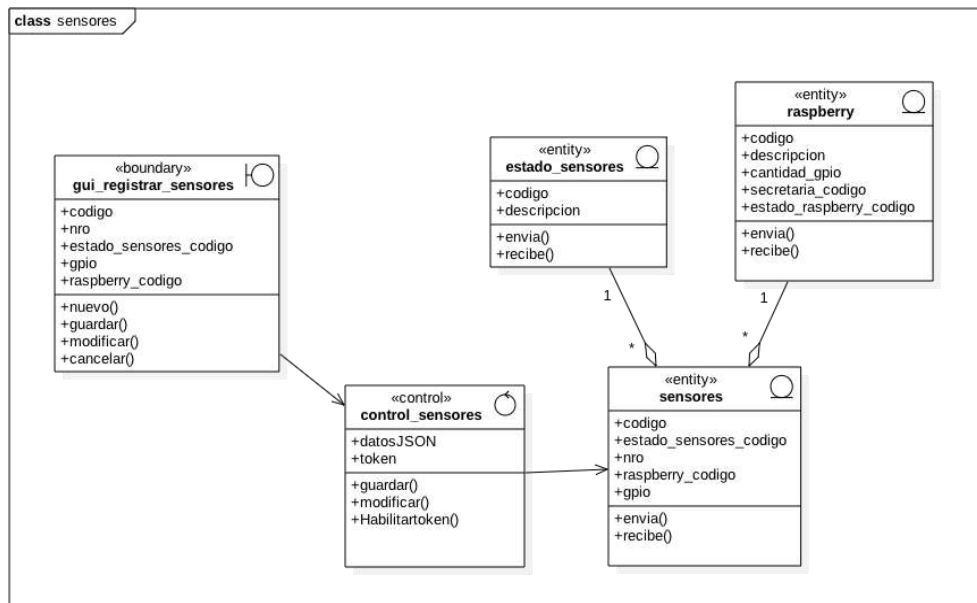 class sensores
«entity»
raspberry
+codigo
+descripcion
+cantidad_gpio
+secretaria_codigo
+estado_raspberry_codigo
+envia()
+recibe()
«entity»
estado_sensores
+codigo
+descripcion
+envia()
+recibe()
«boundary»
gui_registrar_sensores
+codigo
+nro
+estado_sensores_codigo
+gpio
+raspberry_codigo
+nuevo()
+guardar()
+modificar()
+cancelar()
1
1
*
*
«control»
control_sensores
+datosJSON
+token
+guardar()
+modificar()
+Habilitartoken()
«entity»
sensores
+codigo
+estado_sensores_codigo
+nro
+raspberry_codigo
+gpio
+envia()
+recibe()